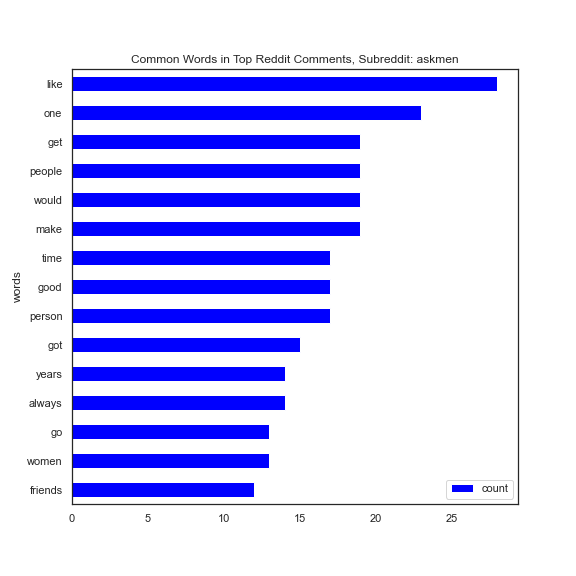 Common Words in Top Reddit Comments, Subreddit: askmen
like
one
get
people
would
make
time
good
person
got
years
always
go
women
friends
words
count
0 5 10 15 20 25